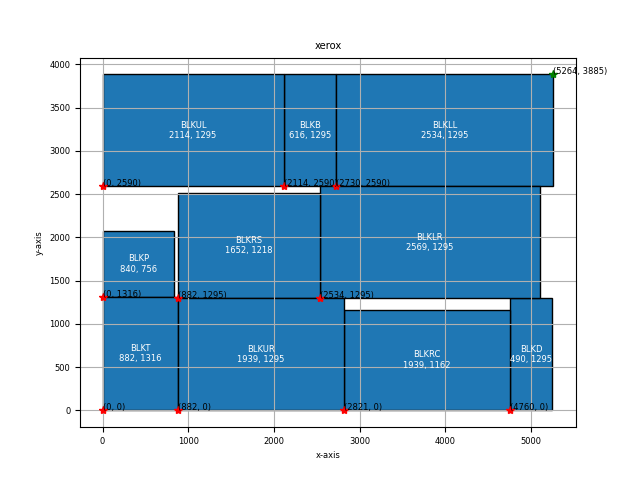 xerox
4000
3500
3000
2500
2000
1500
1000
500
0
y-axis
(5264, 3885)
BLKUL
2114, 1295
BLKB
616, 1295
BLKLL
2534, 1295
(0, 2590)
(2114, 2590)
(2730, 2590)
BLKP
840, 756
BLKRS
1652, 1218
BLKLR
2569, 1295
(0, 1316)
(882, 1295)
(2534, 1295)
BLKT
882, 1316
BLKUR
1939, 1295
BLKRC
1939, 1162
BLKD
490, 1295
(0, 0)
(882, 0)
(2821, 0)
(4760, 0)
0
1000
2000
3000
4000
5000
x-axis